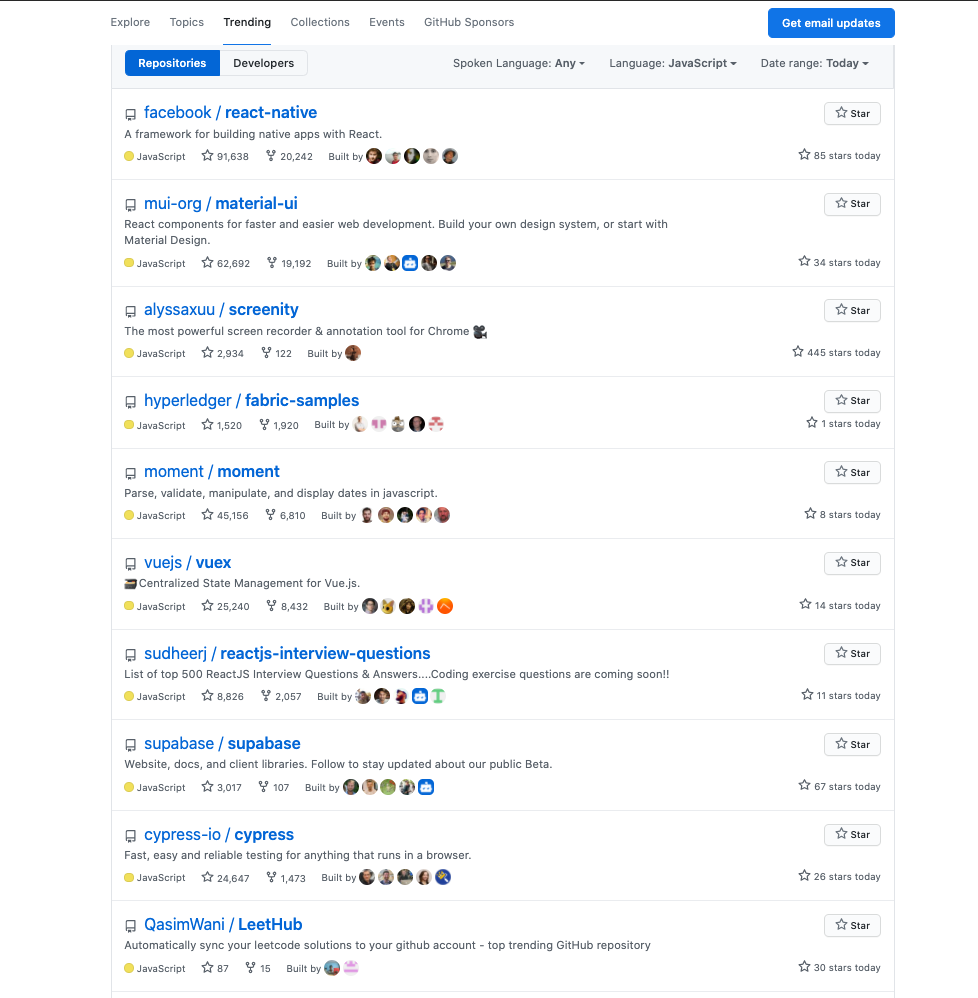 Explore Topics Trending Collections Events GitHub Sponsors Get email updates
Repositories Developers Spoken Language: Any Language: JavaScript Date range: Today
facebook / react-native Star
A framework for building native apps with React.
JavaScript 91,638 20,242 Built by 85 stars today
mui-org / material-ui Star
React components for faster and easier web development. Build your own design system, or start with
Material Design.
JavaScript 62,692 19,192 Built by 34 stars today
alyssaxuu / screenity Star
The most powerful screen recorder & annotation tool for Chrome 🎥
JavaScript 2,934 122 Built by 445 stars today
hyperledger / fabric-samples Star
JavaScript 1,520 1,920 Built by 1 stars today
moment / moment Star
Parse, validate, manipulate, and display dates in javascript.
JavaScript 45,156 6,810 Built by 8 stars today
vuejs / vuex Star
🗃️ Centralized State Management for Vue.js.
JavaScript 25,240 8,432 Built by 14 stars today
sudheerj / reactjs-interview-questions Star
List of top 500 ReactJS Interview Questions & Answers....Coding exercise questions are coming soon!!
JavaScript 8,826 2,057 Built by 11 stars today
supabase / supabase Star
Website, docs, and client libraries. Follow to stay updated about our public Beta.
JavaScript 3,017 107 Built by 67 stars today
cypress-io / cypress Star
Fast, easy and reliable testing for anything that runs in a browser.
JavaScript 24,647 1,473 Built by 26 stars today
QasimWani / LeetHub Star
Automatically sync your leetcode solutions to your github account - top trending GitHub repository
JavaScript 87 15 Built by 30 stars today